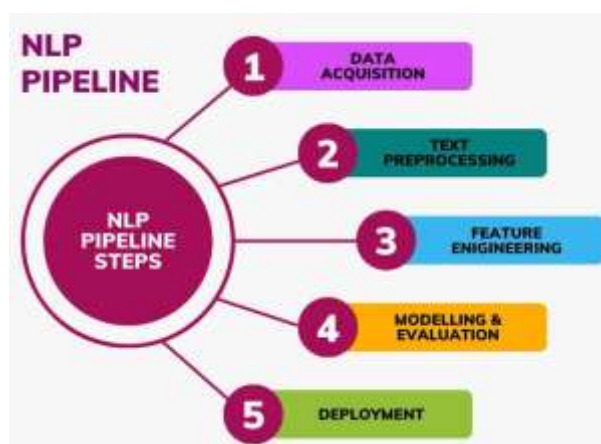 NLP
PIPELINE
1
DATA
ACQUISITION
2
TEXT
PREPROCESSING
NLP
PIPELINE
STEPS
3
FEATURE
ENIGINEERING
4
MODELLING &
EVALUATION
5
DEPLOYMENT